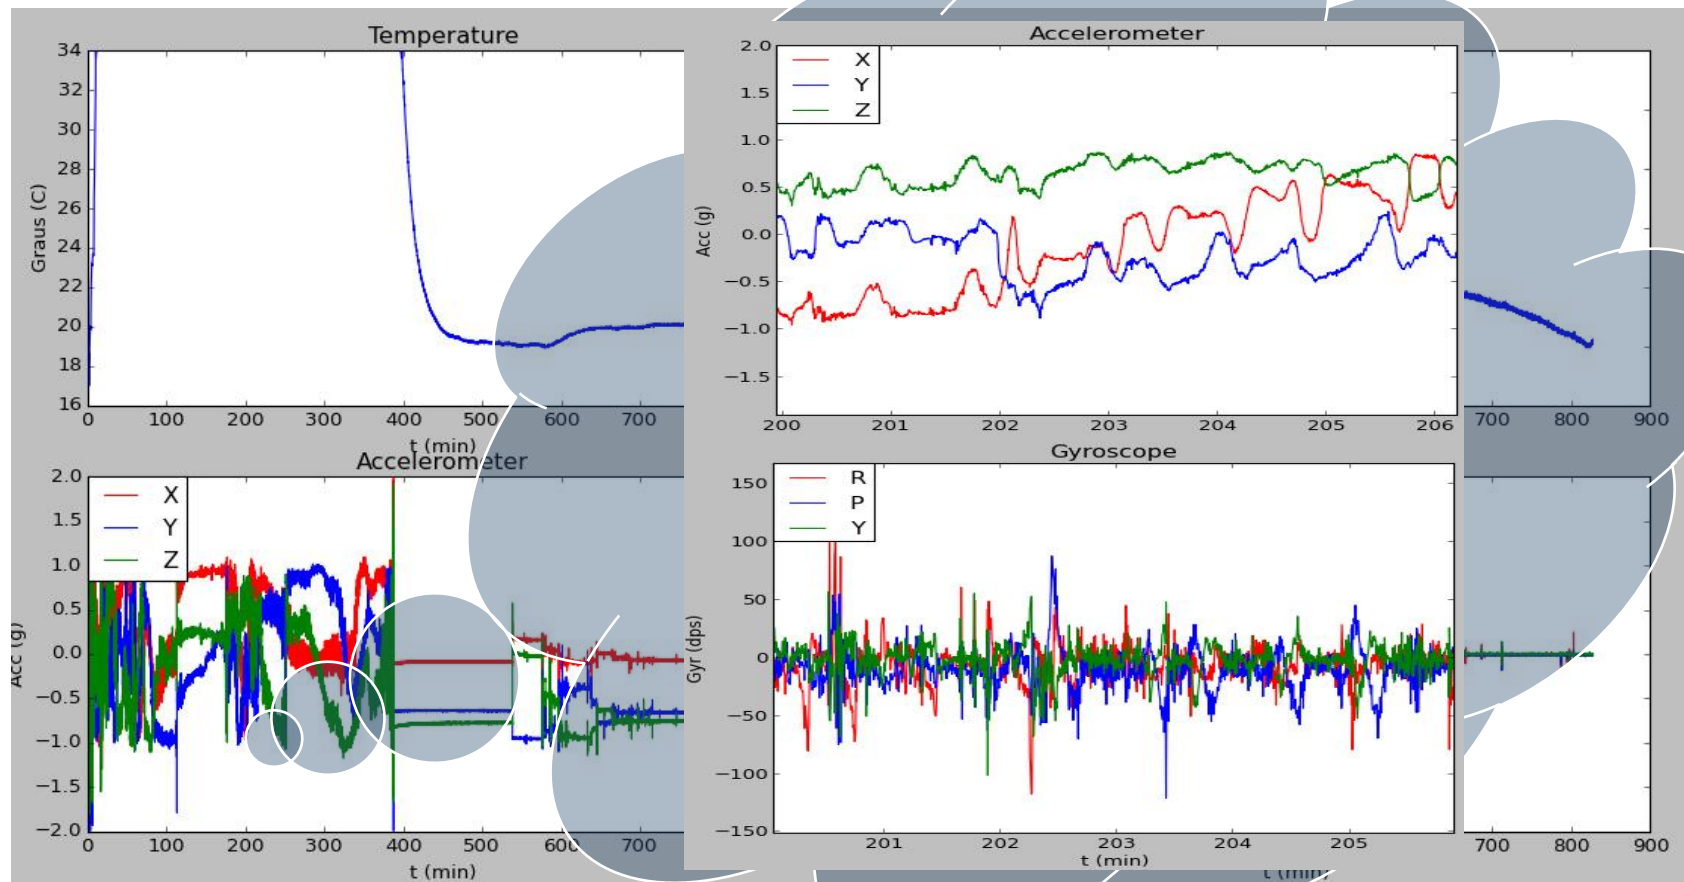 Temperature
Graus (C)
34
32
30
28
26
24
22
20
18
16
0 100 200 300 400 500 600 700
t (min)
Accelerometer
X
Y
Z
Acc (g)
2.0
1.5
1.0
0.5
0.0
−0.5
−1.0
−1.5
−2.0
0 100 200 300 400 500 600 700
t (min)
Accelerometer
X
Y
Z
Acc (g)
2.0
1.5
1.0
0.5
0.0
−0.5
−1.0
−1.5
200 201 202 203 204 205 206
Gyroscope
R
P
Y
Gyr (dps)
150
100
50
0
−50
−100
−150
201 202 203 204 205
t (min)
700 800 900
700 800 900
t (min)